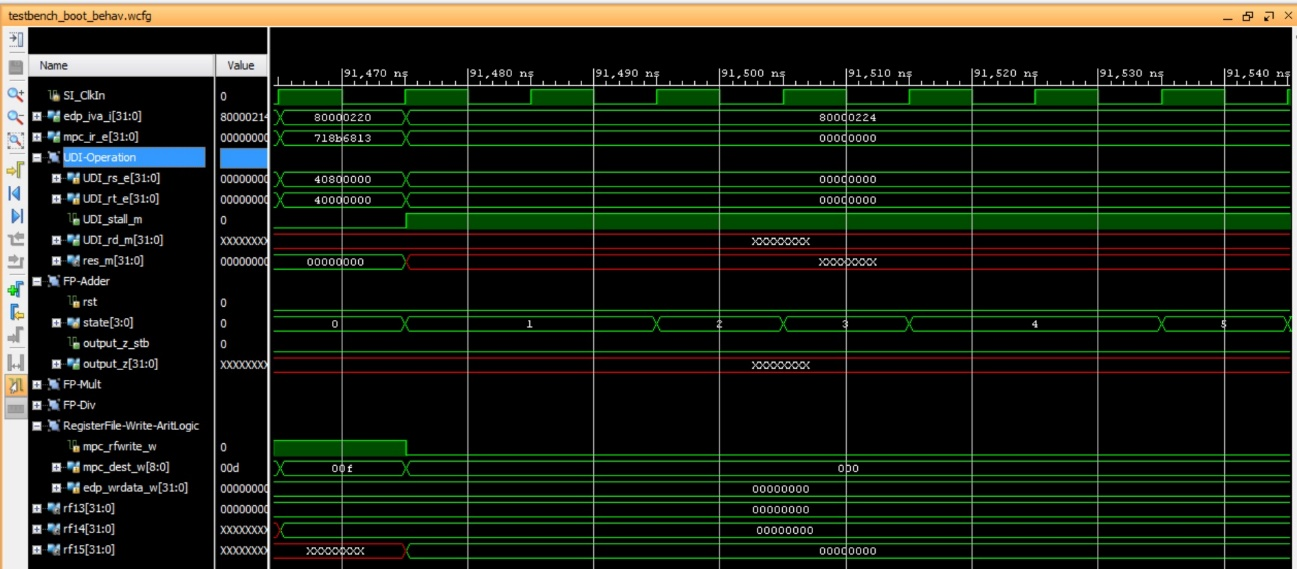 testbench_boot_behav.wcfg
Name Value
91,470 ns 91,480 ns 91,490 ns 91,500 ns 91,510 ns 91,520 ns 91,530 ns 91,540 ns
SI_ClkIn 0
edp_iva_i[31:0] 80000214 80000220 80000224
mpc_ir_e[31:0] 00000000 718b6813 00000000
UDI-Operation
UDI_rs_e[31:0] 00000000 40800000 00000000
UDI_rt_e[31:0] 00000000 40000000 00000000
UDI_stall_m 0
UDI_rd_m[31:0] XXXXXXXX XXXXXXXX
res_m[31:0] 00000000 00000000 XXXXXXXX
FP-Adder
rst 0
state[3:0] 0 0 1 2 3 4 5
output_z_stb 0
output_z[31:0] XXXXXXXX XXXXXXXX
FP-Mult
FP-Div
RegisterFile-Write-AritLogic
mpc_rfwrite_w 0
mpc_dest_w[8:0] 00d 00f 000
edp_wrdata_w[31:0] 00000000 00000000
rf13[31:0] 00000000 00000000
rf14[31:0] XXXXXXXX 00000000
rf15[31:0] XXXXXXXX XXXXXXXX 00000000